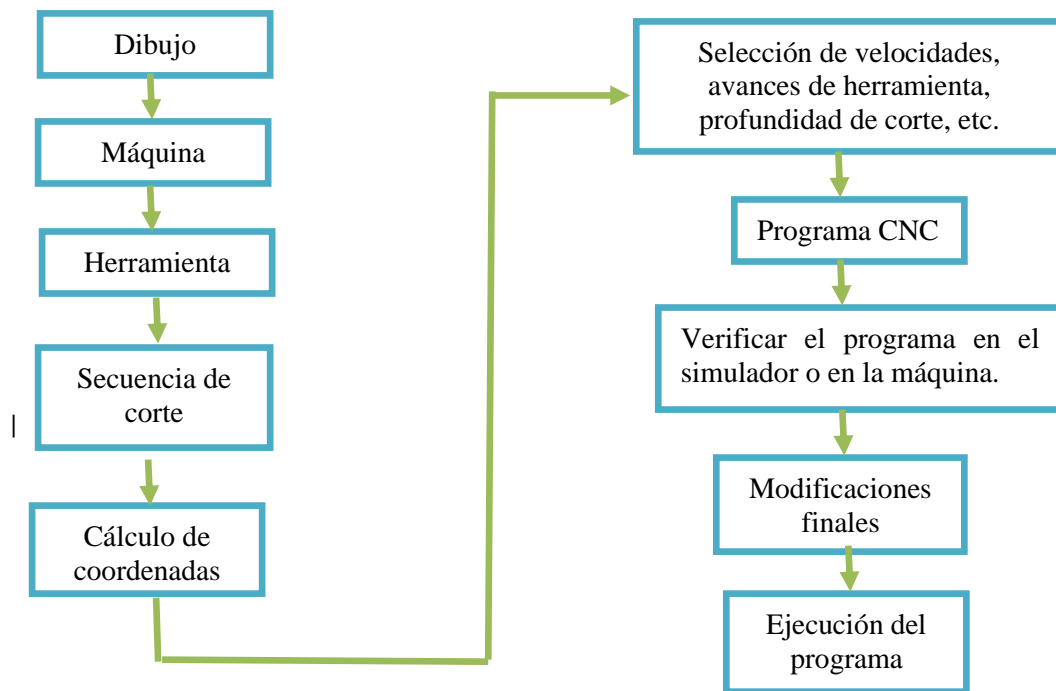 Dibujo
Máquina
Herramienta
Secuencia de
corte
|
Cálculo de
coordenadas
Selección de velocidades,
avances de herramienta,
profundidad de corte, etc.
Programa CNC
Verificar el programa en el
simulador o en la máquina.
Modificaciones
finales
Ejecución del
programa